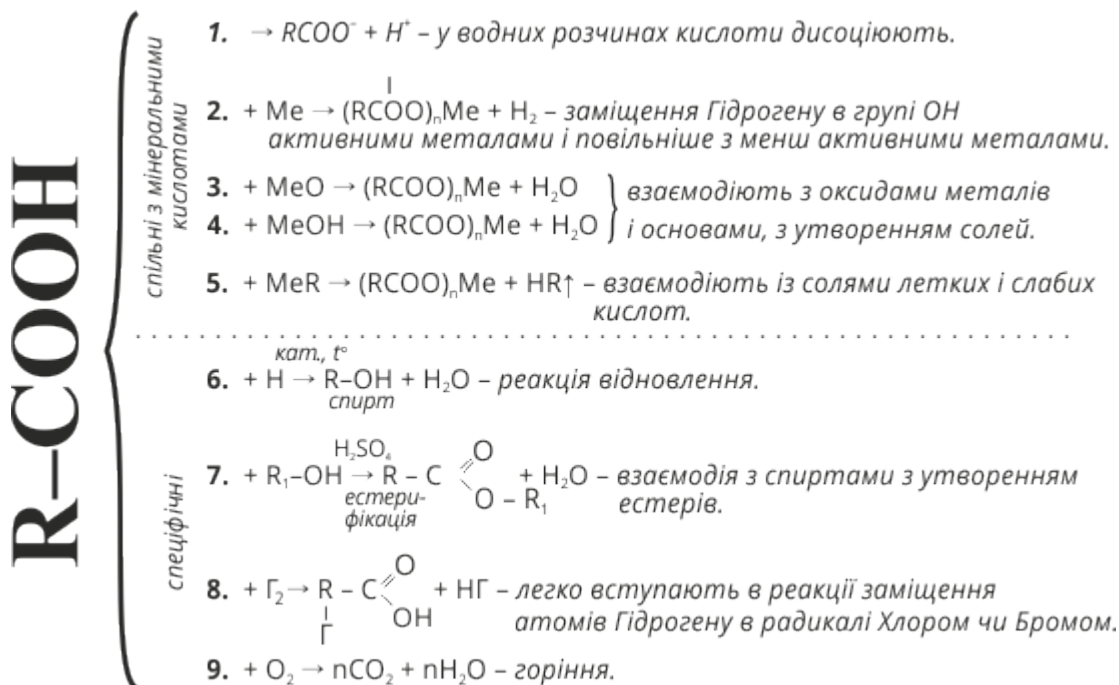 R–COOH
спільні з мінеральними
кислотами
1. → RCOO⁻ + H⁺ – у водних розчинах кислоти дисоціюють.
2. + Me → (RCOO)ₙMe + H₂ – заміщення Гідрогену в групі ОН
активними металами і повільніше з менш активними металами.
3. + MeO → (RCOO)ₙMe + H₂O
4. + MeOH → (RCOO)ₙMe + H₂O
взаємодіють з оксидами металів
і основами, з утворенням солей.
5. + MeR → (RCOO)ₙMe + HR↑ – взаємодіють із солями летких і слабих
кислот.
специфічні
кат., t°
6. + H → R–OH + H₂O – реакція відновлення.
спирт
H₂SO₄
7. + R₁–OH → R – C O O – R₁ + H₂O – взаємодія з спиртами з утворенням
естерів.
естери-
фікація
8. + Г₂ → R – C O OH + НГ – легко вступають в реакції заміщення
Г
атомів Гідрогену в радикалі Хлором чи Бромом.
9. + O₂ → nCO₂ + nH₂O – горіння.